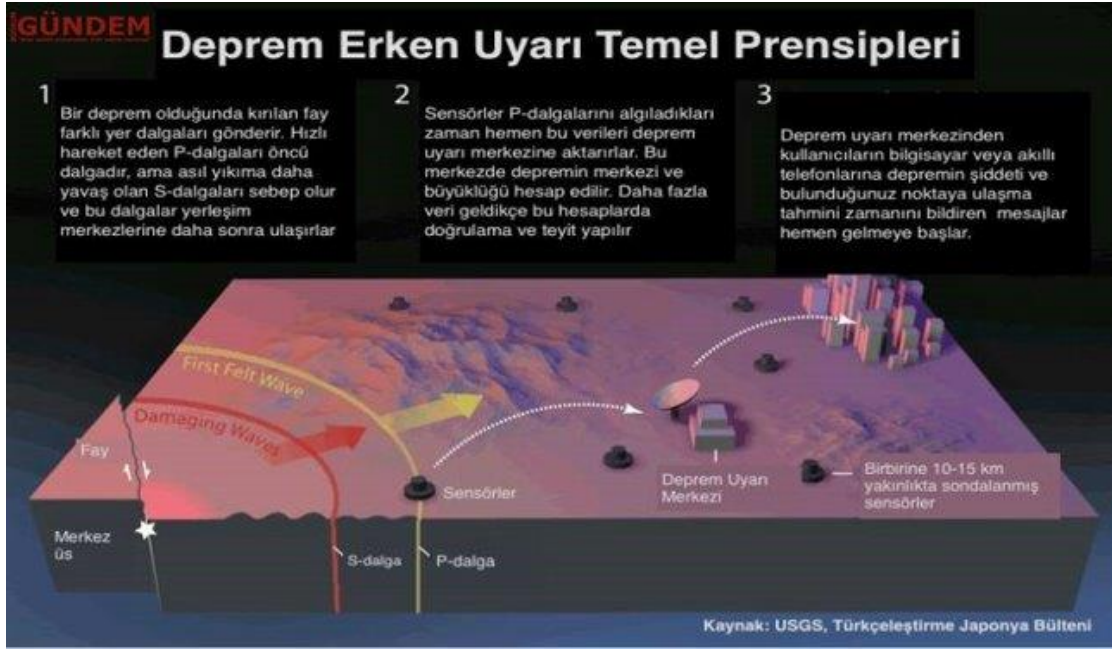 GÜNDEM
Deprem Erken Uyarı Temel Prensipleri
1
Bir deprem olduğunda kırılan fay
farklı yer dalgaları gönderir. Hızlı
hareket eden P-dalgaları öncü
dalgadır, ama asıl yıkıma daha
yavaş olan S-dalgaları sebep olur
ve bu dalgalar yerleşim
merkezlerine daha sonra ulaşırlar
2
Sensörler P-dalgalarını algıladıkları
zaman hemen bu verileri deprem
uyarı merkezine aktarırlar. Bu
merkezde depremin merkezi ve
büyüklüğü hesap edilir. Daha fazla
veri geldikçe bu hesaplarda
doğrulama ve teyit yapılır
3
Deprem uyarı merkezinden
kullanıcıların bilgisayar veya akıllı
telefonlarına depremin şiddeti ve
bulunduğunuz noktaya ulaşma
tahmini zamanını bildiren mesajlar
hemen gelmeye başlar.
First Felt Wave
Damaging Waves
Fay
Sensörler
Deprem Uyarı
Merkezi
Birbirine 10-15 km
yakınlıkta sondalanmış
sensörler
Merkez
üs
S-dalga
P-dalga
Kaynak: USGS, Türkçeleştirme Japonya Bülteni